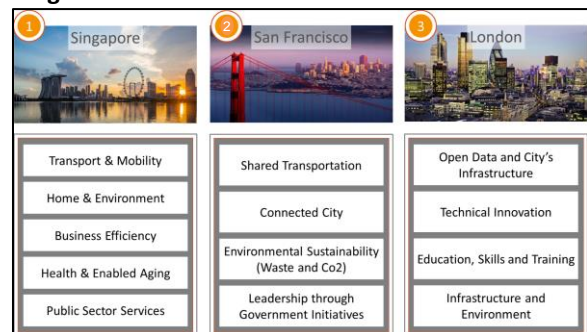 1
Singapore
2
San Francisco
3
London
Transport & Mobility
Home & Environment
Business Efficiency
Health & Enabled Aging
Public Sector Services
Shared Transportation
Connected City
Environmental Sustainability
(Waste and Co2)
Leadership through
Government Initiatives
Open Data and City's
Infrastructure
Technical Innovation
Education, Skills and Training
Infrastructure and
Environment